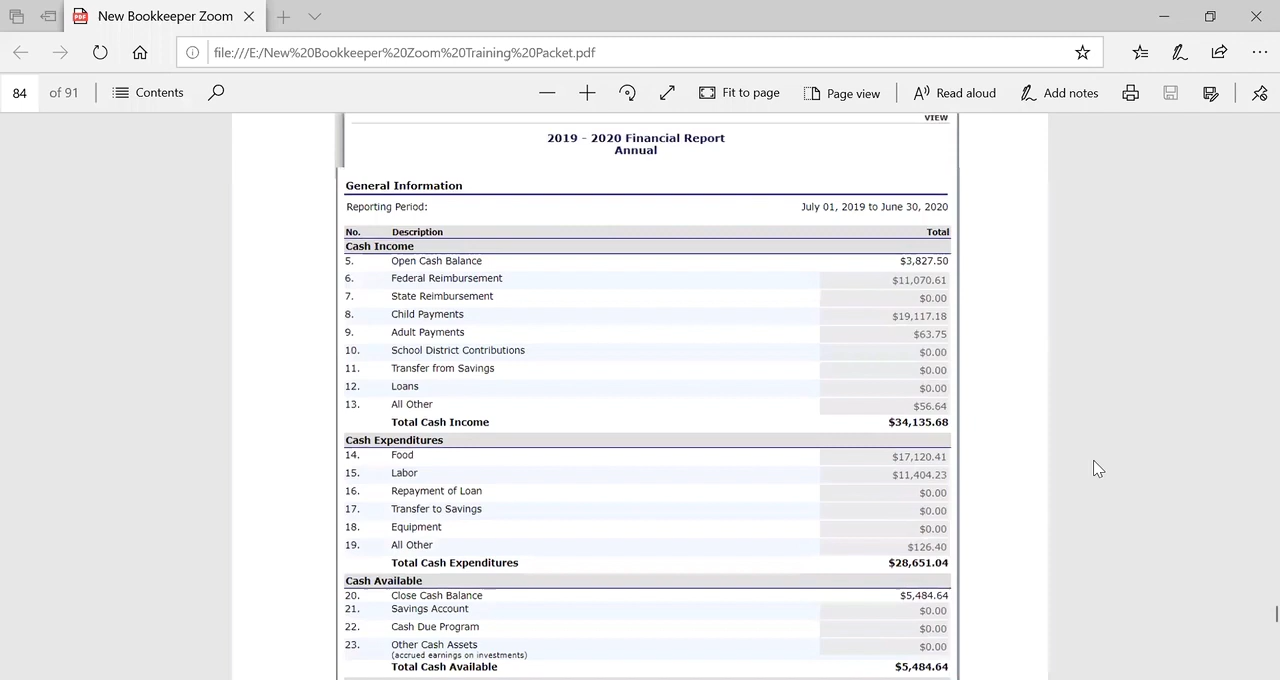 New Bookkeeper Zoom
file:///E:/New%20Bookkeeper%20Zoom%20Training%20Packet.pdf
84 of 91 Contents Fit to page Page view Read aloud Add notes
VIEW
2019 - 2020 Financial Report
Annual
General Information
Reporting Period: July 01, 2019 to June 30, 2020
No. Description Total
Cash Income
5. Open Cash Balance $3,827.50
6. Federal Reimbursement $11,070.61
7. State Reimbursement $0.00
8. Child Payments $19,117.18
9. Adult Payments $63.75
10. School District Contributions $0.00
11. Transfer from Savings $0.00
12. Loans $0.00
13. All Other $56.64
Total Cash Income $34,135.68
Cash Expenditures
14. Food $17,120.41
15. Labor $11,404.23
16. Repayment of Loan $0.00
17. Transfer to Savings $0.00
18. Equipment $0.00
19. All Other $126.40
Total Cash Expenditures $28,651.04
Cash Available
20. Close Cash Balance $5,484.64
21. Savings Account $0.00
22. Cash Due Program $0.00
23. Other Cash Assets $0.00
(accrued earnings on investments)
Total Cash Available $5,484.64